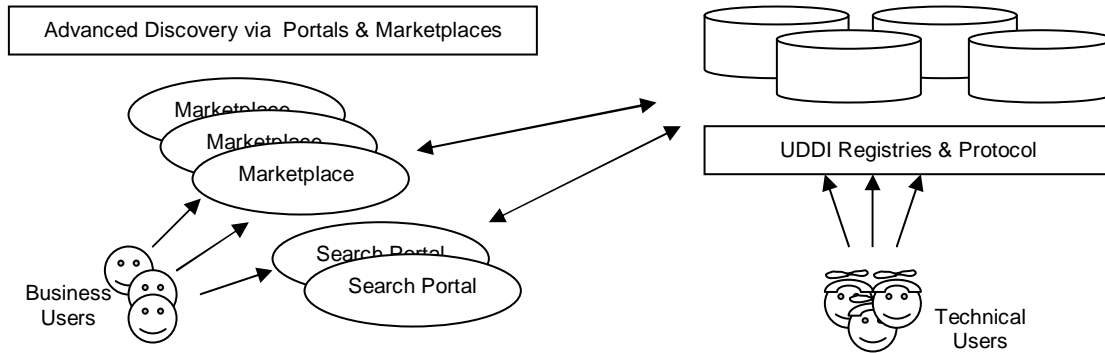 Advanced Discovery via Portals & Marketplaces
Marketplace
Marketplace
Marketplace
UDDI Registries & Protocol
Search Portal
Search Portal
Business
Users
Technical
Users